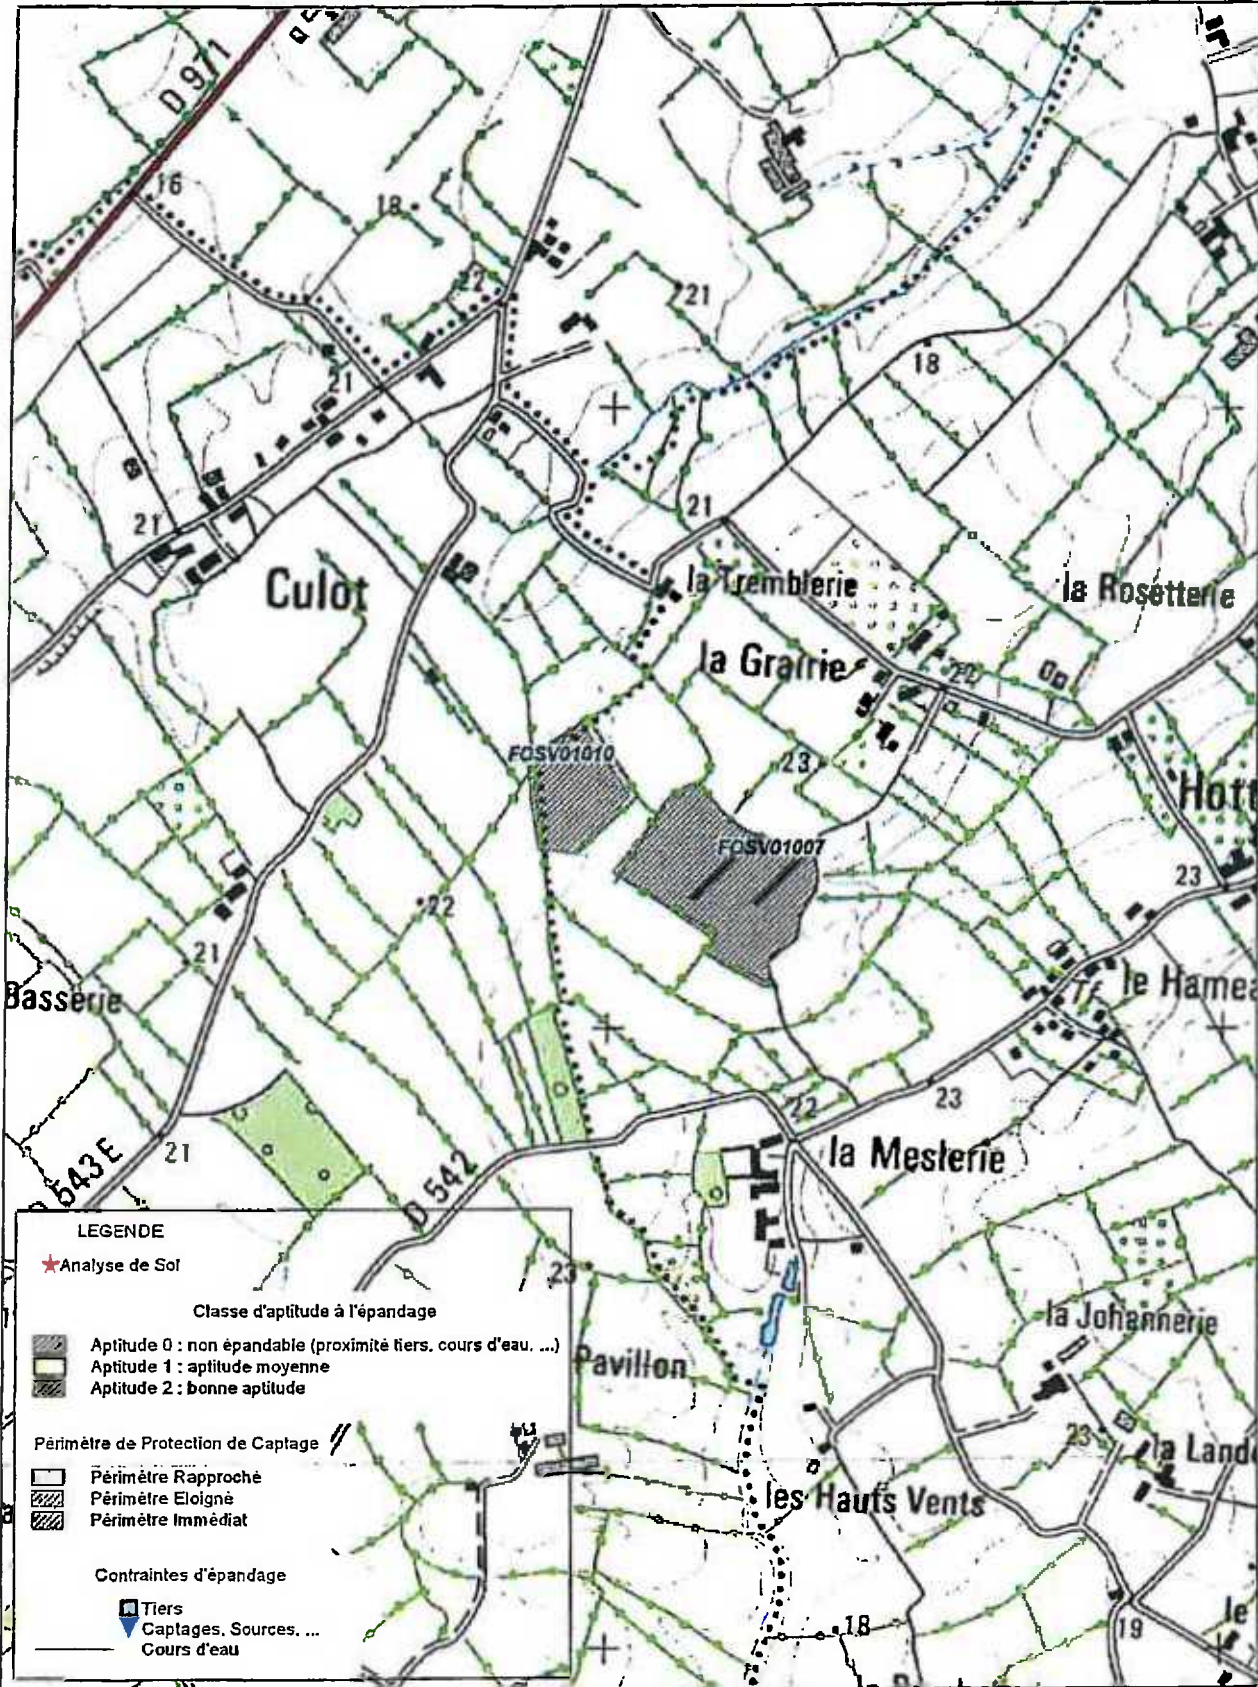 D 971
16
18
22
21
21
18
21
21
Culot
la Tremblerie
la Rosetterie
la Grairie
FOSV01010
23
Hott
FOSV01007
22
23
21
Basserie
le Hamea
Tf
22
23
21
543 E
D 542
la Meslerie
LEGENDE
Analyse de Sol
Classe d'aptitude à l'épandage
Aptitude 0 : non épandable (proximité tiers, cours d'eau, ...)
Aptitude 1 : aptitude moyenne
Aptitude 2 : bonne aptitude
Périmètre de Protection de Captage
Périmètre Rapproché
Périmètre Eloigné
Périmètre Immédiat
Contraintes d'épandage
Tiers
Captages, Sources, ...
Cours d'eau
23
la Johannerie
Pavillon
23
la Land
les Hauts Vents
18
19
le